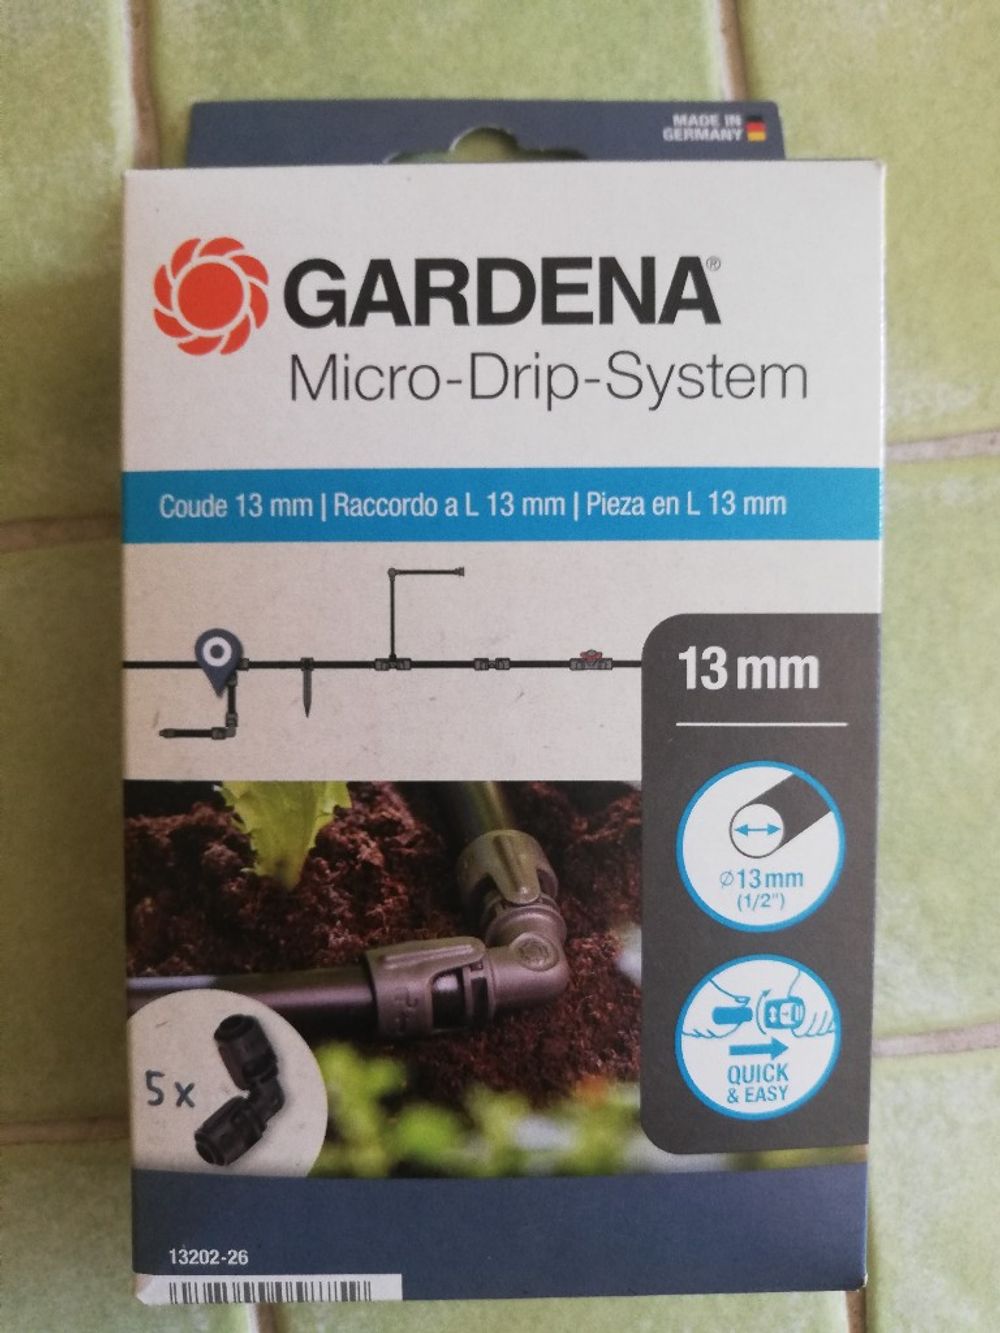 MADE IN
GERMANY
GARDENA®
Micro-Drip-System
Coude 13 mm | Raccordo a L 13 mm | Pieza en L 13 mm
13 mm
Ø 13 mm
(1/2")
QUICK
& EASY
5 x
13202-26